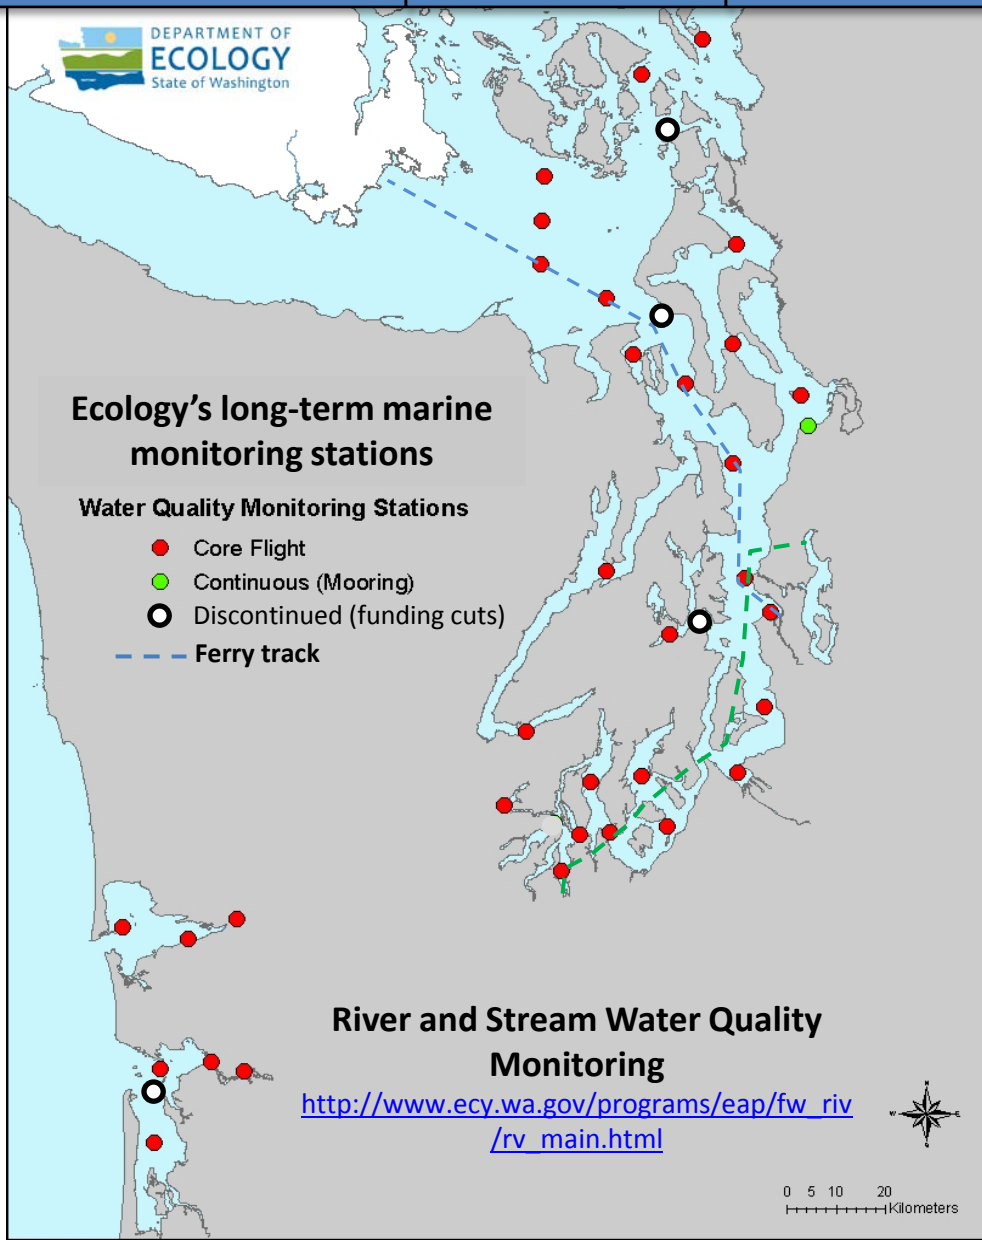 DEPARTMENT OF
ECOLOGY
State of Washington
Ecology’s long-term marine
monitoring stations
Water Quality Monitoring Stations
Core Flight
Continuous (Mooring)
Discontinued (funding cuts)
Ferry track
River and Stream Water Quality
Monitoring
http://www.ecy.wa.gov/programs/eap/fw_riv
/rv_main.html
N
W E
S
0 5 10 20
Kilometers